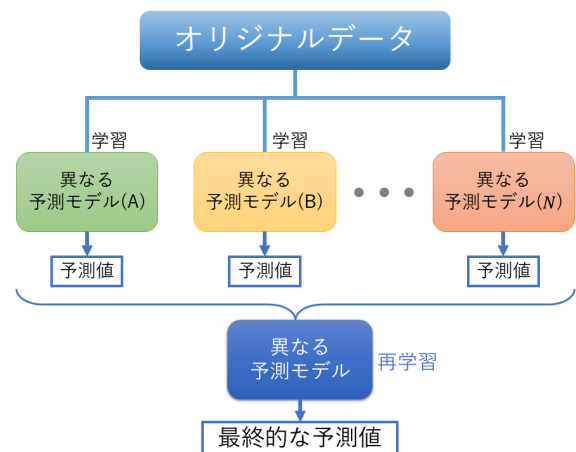 オリジナルデータ
学習
学習
学習
異なる
予測モデル(A)
異なる
予測モデル(B)
異なる
予測モデル(N)
予測値
予測値
予測値
異なる
予測モデル
再学習
最終的な予測値